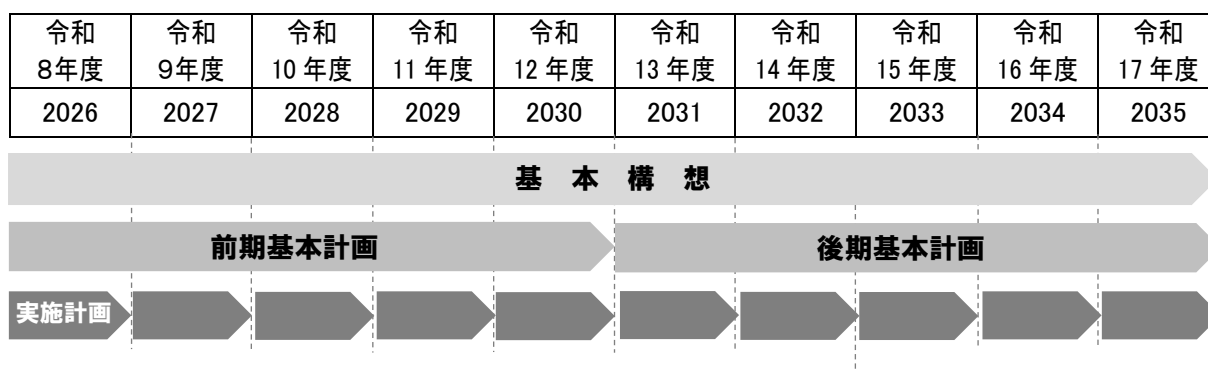 令和 令和 令和 令和 令和 令和 令和 令和 令和 令和
8年度 9年度 10年度 11年度 12年度 13年度 14年度 15年度 16年度 17年度
2026 2027 2028 2029 2030 2031 2032 2033 2034 2035
基 本 構 想
前期基本計画 後期基本計画
実施計画